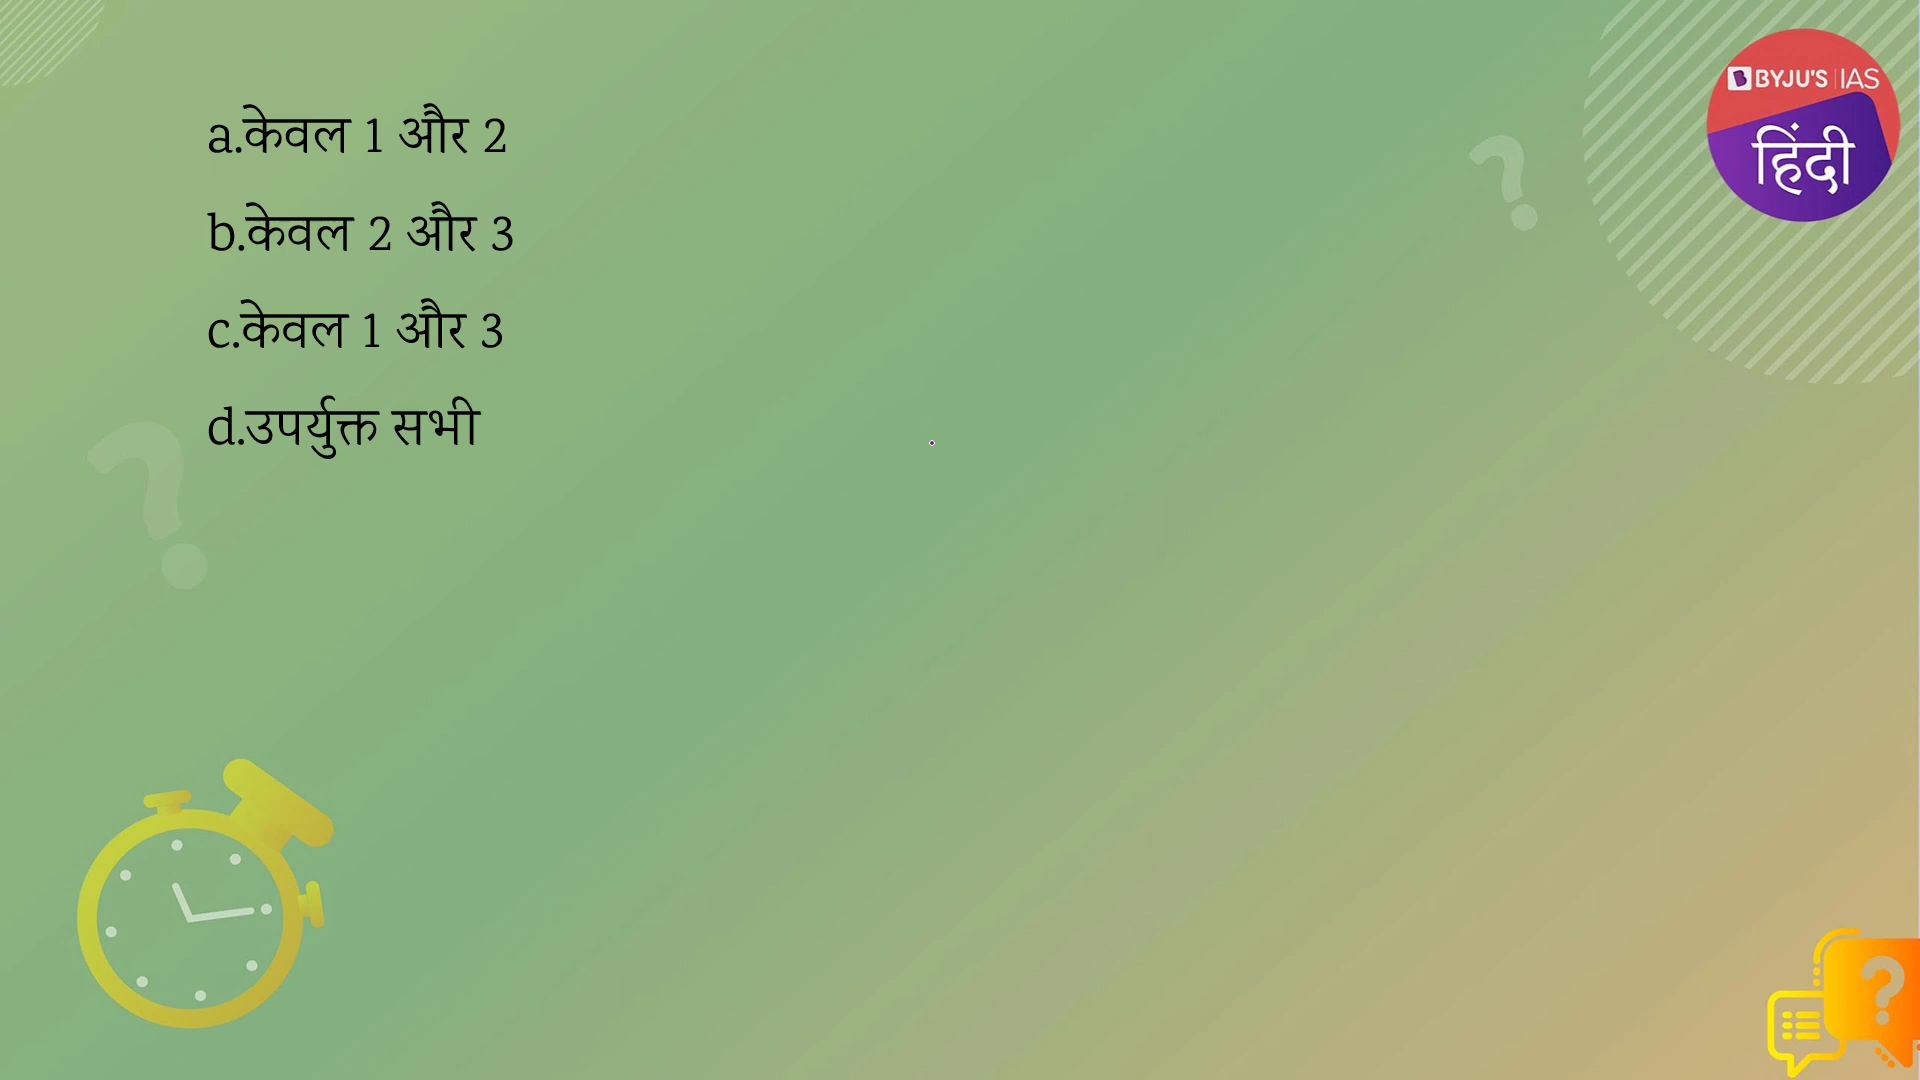 a.केवल 1 और 2
b.केवल 2 और 3
c.केवल 1 और 3
d.उपर्युक्त सभी
BYJU'S IAS
हिंदी